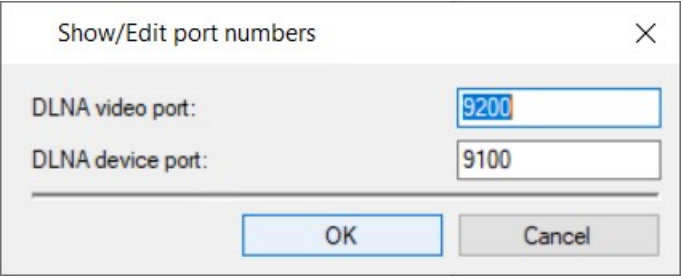 Show/Edit port numbers
DLNA video port: 9200
DLNA device port: 9100
OK Cancel